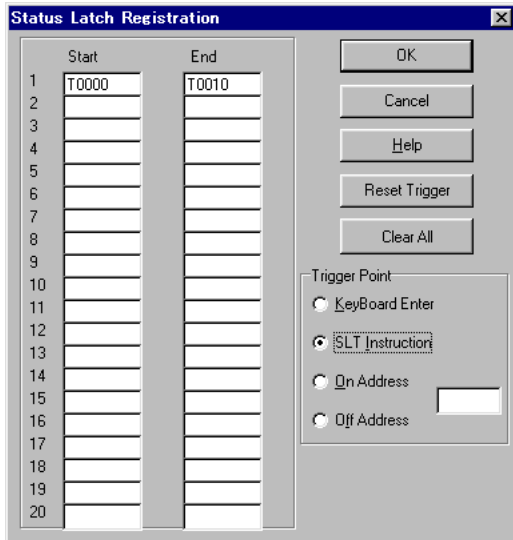 Status Latch Registration
Start End
1 T0000 T0010
2
3
4
5
6
7
8
9
10
11
12
13
14
15
16
17
18
19
20
OK
Cancel
Help
Reset Trigger
Clear All
Trigger Point
KeyBoard Enter
SLT Instruction
On Address
Off Address